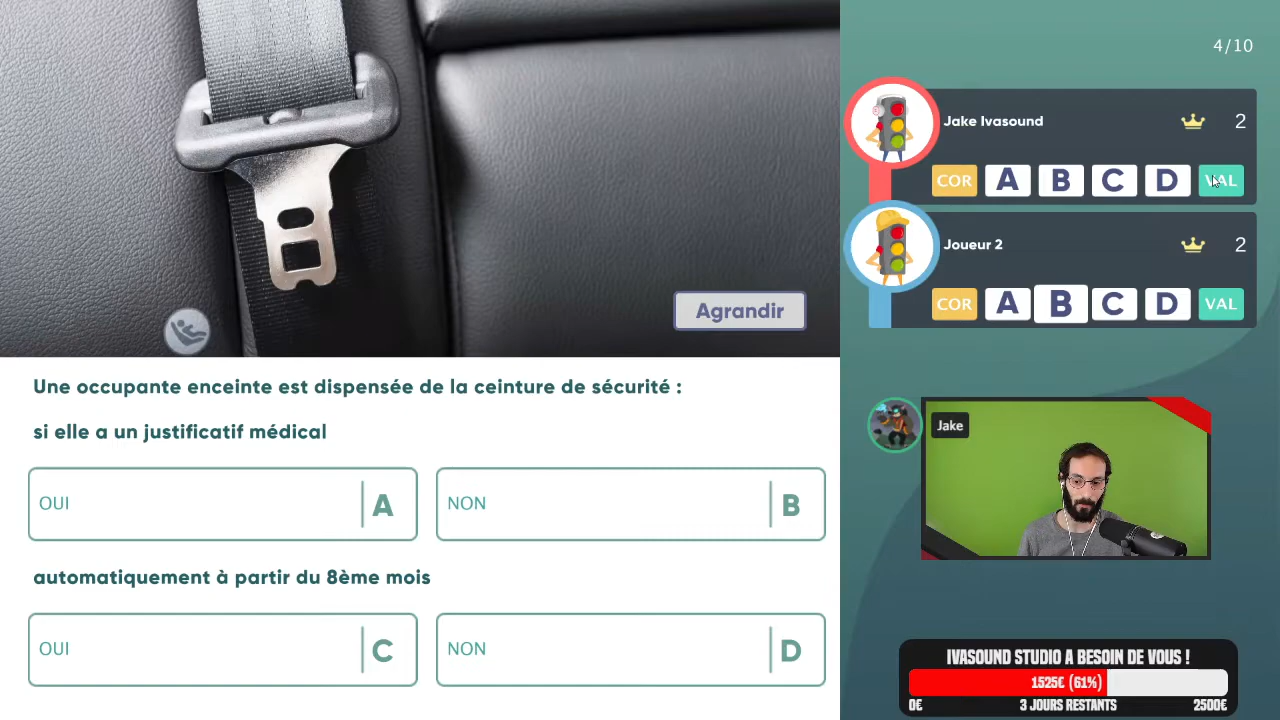 4/10
Jake Ivasound 2
COR A B C D VAL
Joueur 2 2
COR A B C D VAL
Agrandir
Une occupante enceinte est dispensée de la ceinture de sécurité :
si elle a un justificatif médical
OUI A NON B
automatiquement à partir du 8ème mois
OUI C NON D
Jake
IVASOUND STUDIO A BESOIN DE VOUS !
1525€ (61%)
0€ 3 JOURS RESTANTS 2500€